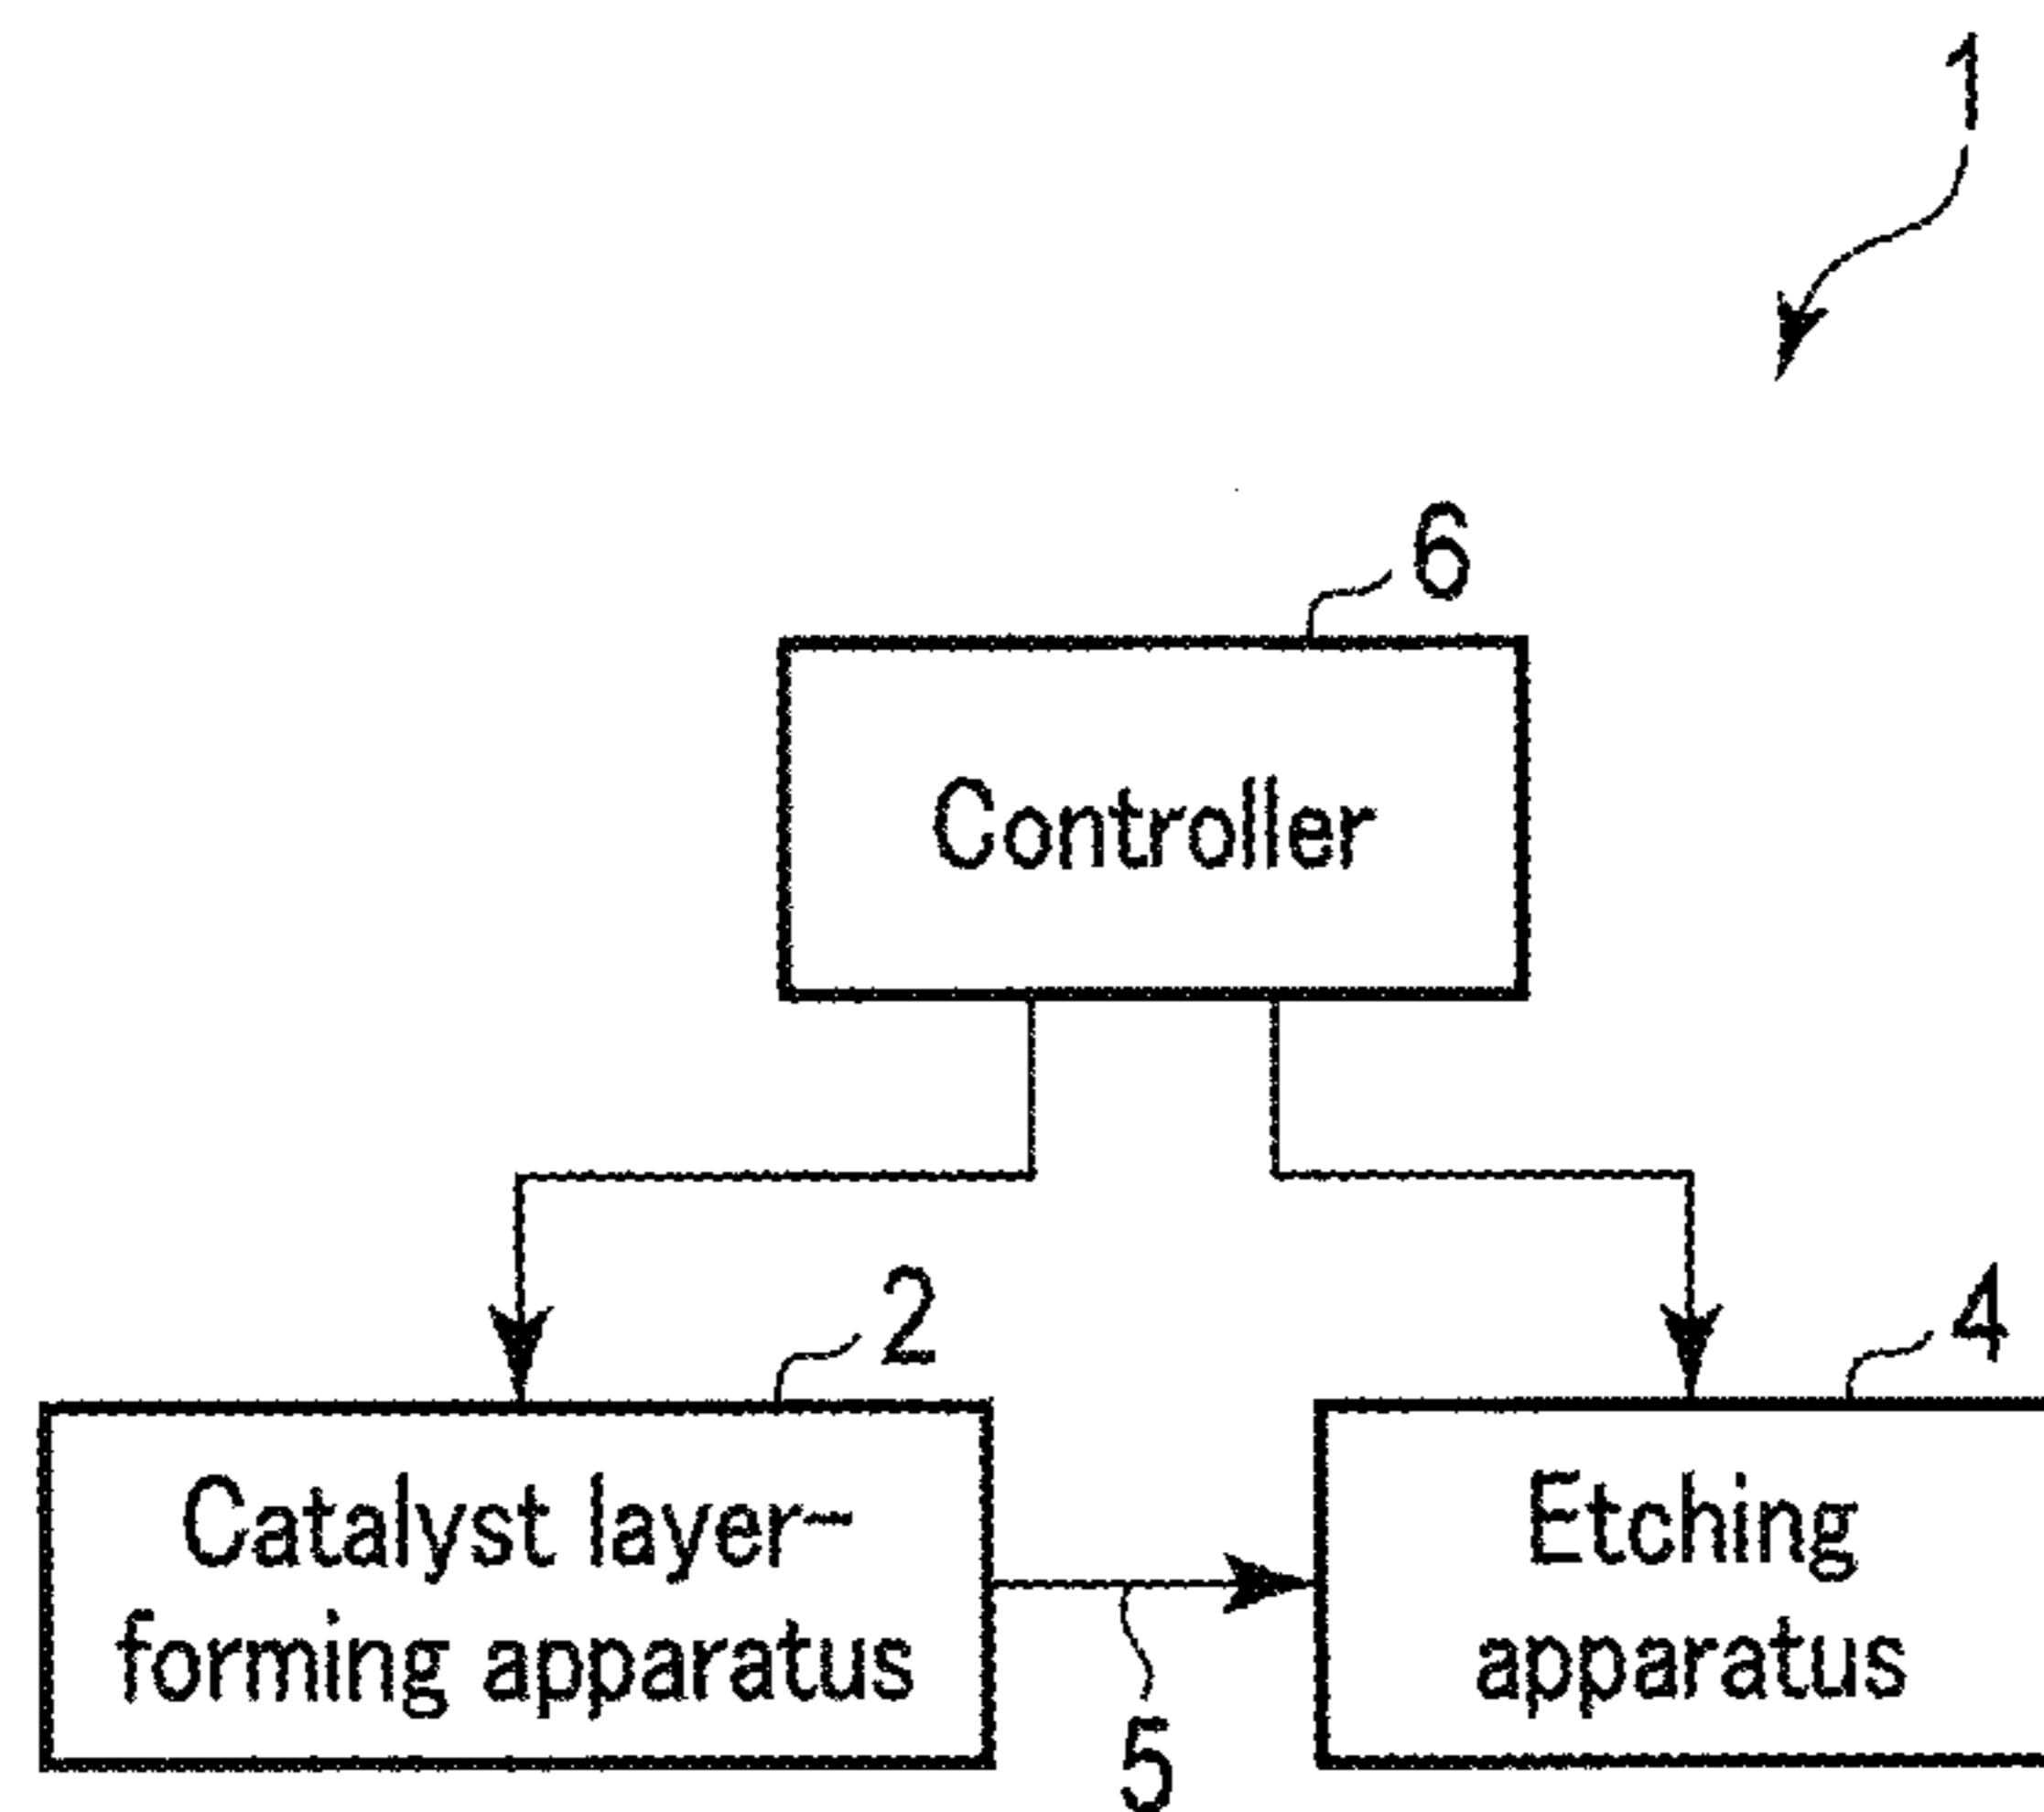 1
6
Controller
2
4
Catalyst layer-
forming apparatus
Etching
apparatus
5